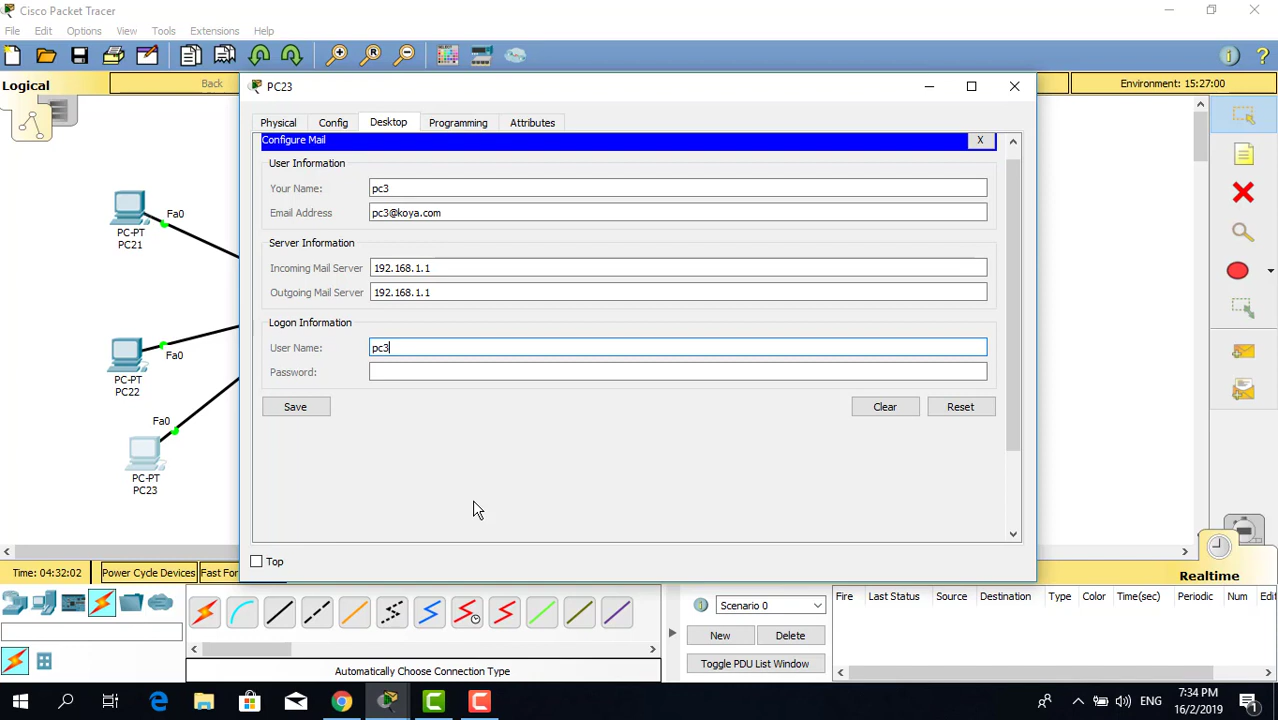 Cisco Packet Tracer
File Edit Options View Tools Extensions Help
Logical
Back
Environment: 15:27:00
PC23
Physical Config Desktop Programming Attributes
Configure Mail X
User Information
Your Name: pc3
Email Address pc3@koya.com
Server Information
Incoming Mail Server 192.168.1.1
Outgoing Mail Server 192.168.1.1
Logon Information
User Name: pc3
Password:
Save Clear Reset
Top
Fa0
PC-PT
PC21
Fa0
PC-PT
PC22
Fa0
PC-PT
PC23
Time: 04:32:02 Power Cycle Devices Fast For
Realtime
Scenario 0
New Delete
Toggle PDU List Window
Fire Last Status Source Destination Type Color Time(sec) Periodic Num Edi
Automatically Choose Connection Type
ENG
7:34 PM
16/2/2019